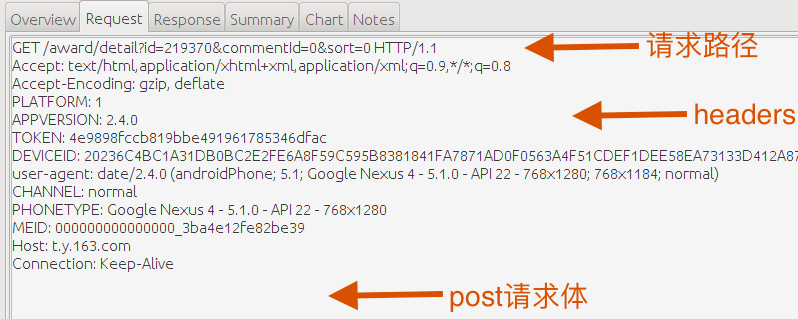 Overview Request Response Summary Chart Notes
GET /award/detail?id=219370&commentId=0&sort=0 HTTP/1.1
请求路径
Accept: text/html,application/xhtml+xml,application/xml;q=0.9,*/*;q=0.8
Accept-Encoding: gzip, deflate
PLATFORM: 1
headers
APPVERSION: 2.4.0
TOKEN: 4e9898fccb819bbe491961785346dfac
DEVICEID: 20236C4BC1A31DB0BC2E2FE6A8F59C595B8381841FA7871AD0F0563A4F51CDEF1DEE58EA73133D412A87
user-agent: date/2.4.0 (androidPhone; 5.1; Google Nexus 4 - 5.1.0 - API 22 - 768x1280; 768x1184; normal)
CHANNEL: normal
PHONETYPE: Google Nexus 4 - 5.1.0 - API 22 - 768x1280
MEID: 000000000000000_3ba4e12fe82be39
Host: t.y.163.com
Connection: Keep-Alive
post请求体